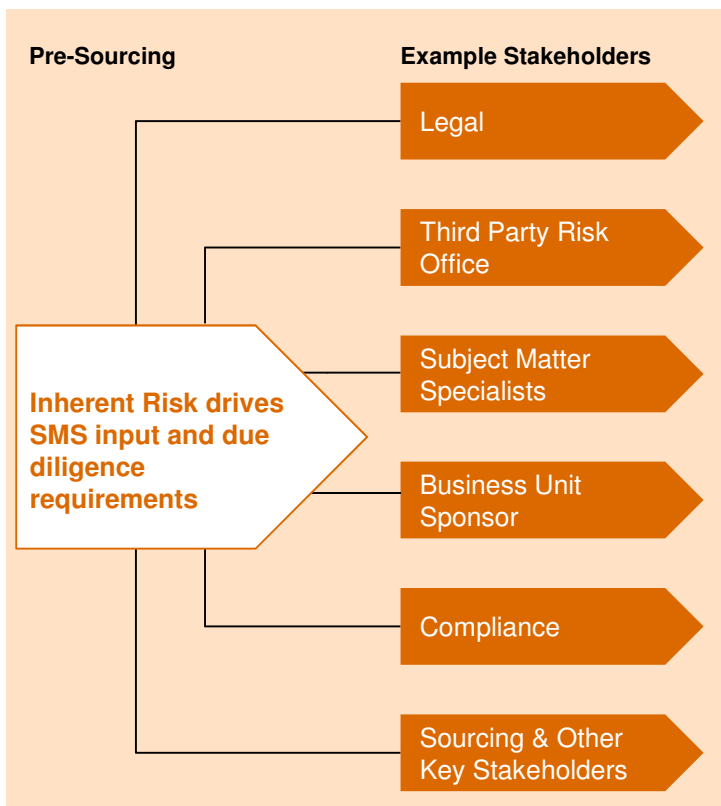 Pre-Sourcing
Example Stakeholders
Legal
Third Party Risk
Office
Subject Matter
Specialists
Inherent Risk drives
SMS input and due
diligence
requirements
Business Unit
Sponsor
Compliance
Sourcing & Other
Key Stakeholders